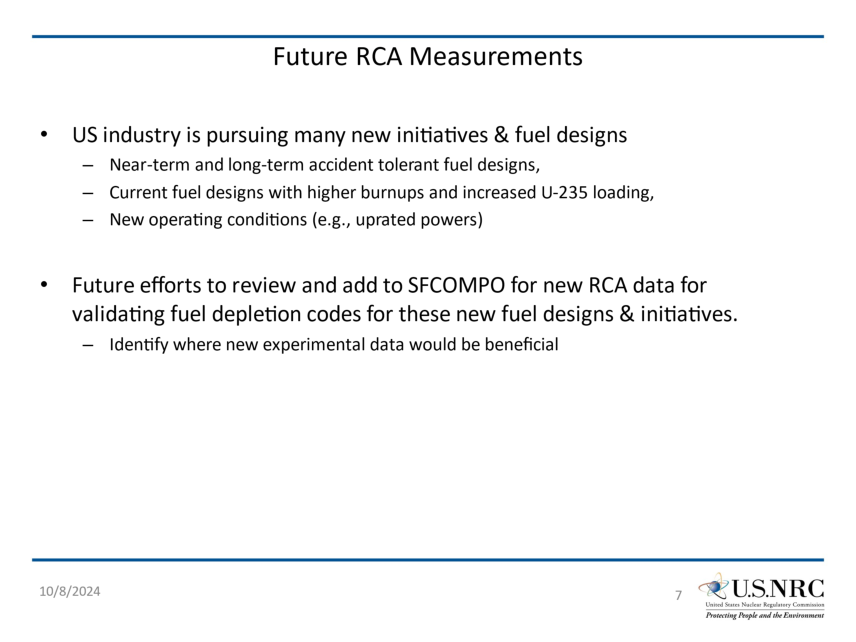 Future RCA Measurements
• US industry is pursuing many new initiatives & fuel designs
– Near-term and long-term accident tolerant fuel designs,
– Current fuel designs with higher burnups and increased U-235 loading,
– New operating conditions (e.g., uprated powers)
• Future efforts to review and add to SFCOMPO for new RCA data for
validating fuel depletion codes for these new fuel designs & initiatives.
– Identify where new experimental data would be beneficial
10/8/2024
7
U.S.NRC
United States Nuclear Regulatory Commission
Protecting People and the Environment